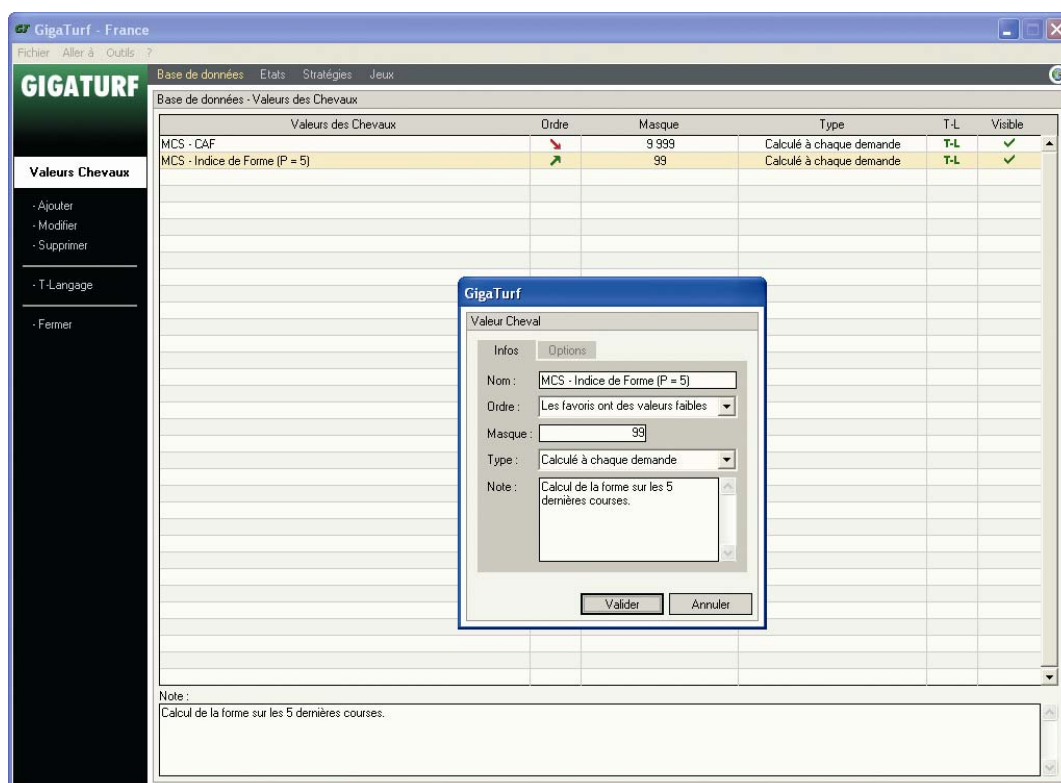 GT GigaTurf - France
Fichier Aller à Outils ?
GIGATURF
Base de données Etats Stratégies Jeux
Base de données - Valeurs des Chevaux
Valeurs des Chevaux Ordre Masque Type T-L Visible
MCS - CAF 9 999 Calculé à chaque demande T-L
MCS - Indice de Forme (P = 5) 99 Calculé à chaque demande T-L
Valeurs Chevaux
- Ajouter
- Modifier
- Supprimer
- T-Langage
- Fermer
GigaTurf
Valeur Cheval
Infos Options
Nom : MCS - Indice de Forme (P = 5)
Ordre : Les favoris ont des valeurs faibles
Masque : 99
Type : Calculé à chaque demande
Note : Calcul de la forme sur les 5
dernières courses.
Valider Annuler
Note :
Calcul de la forme sur les 5 dernières courses.